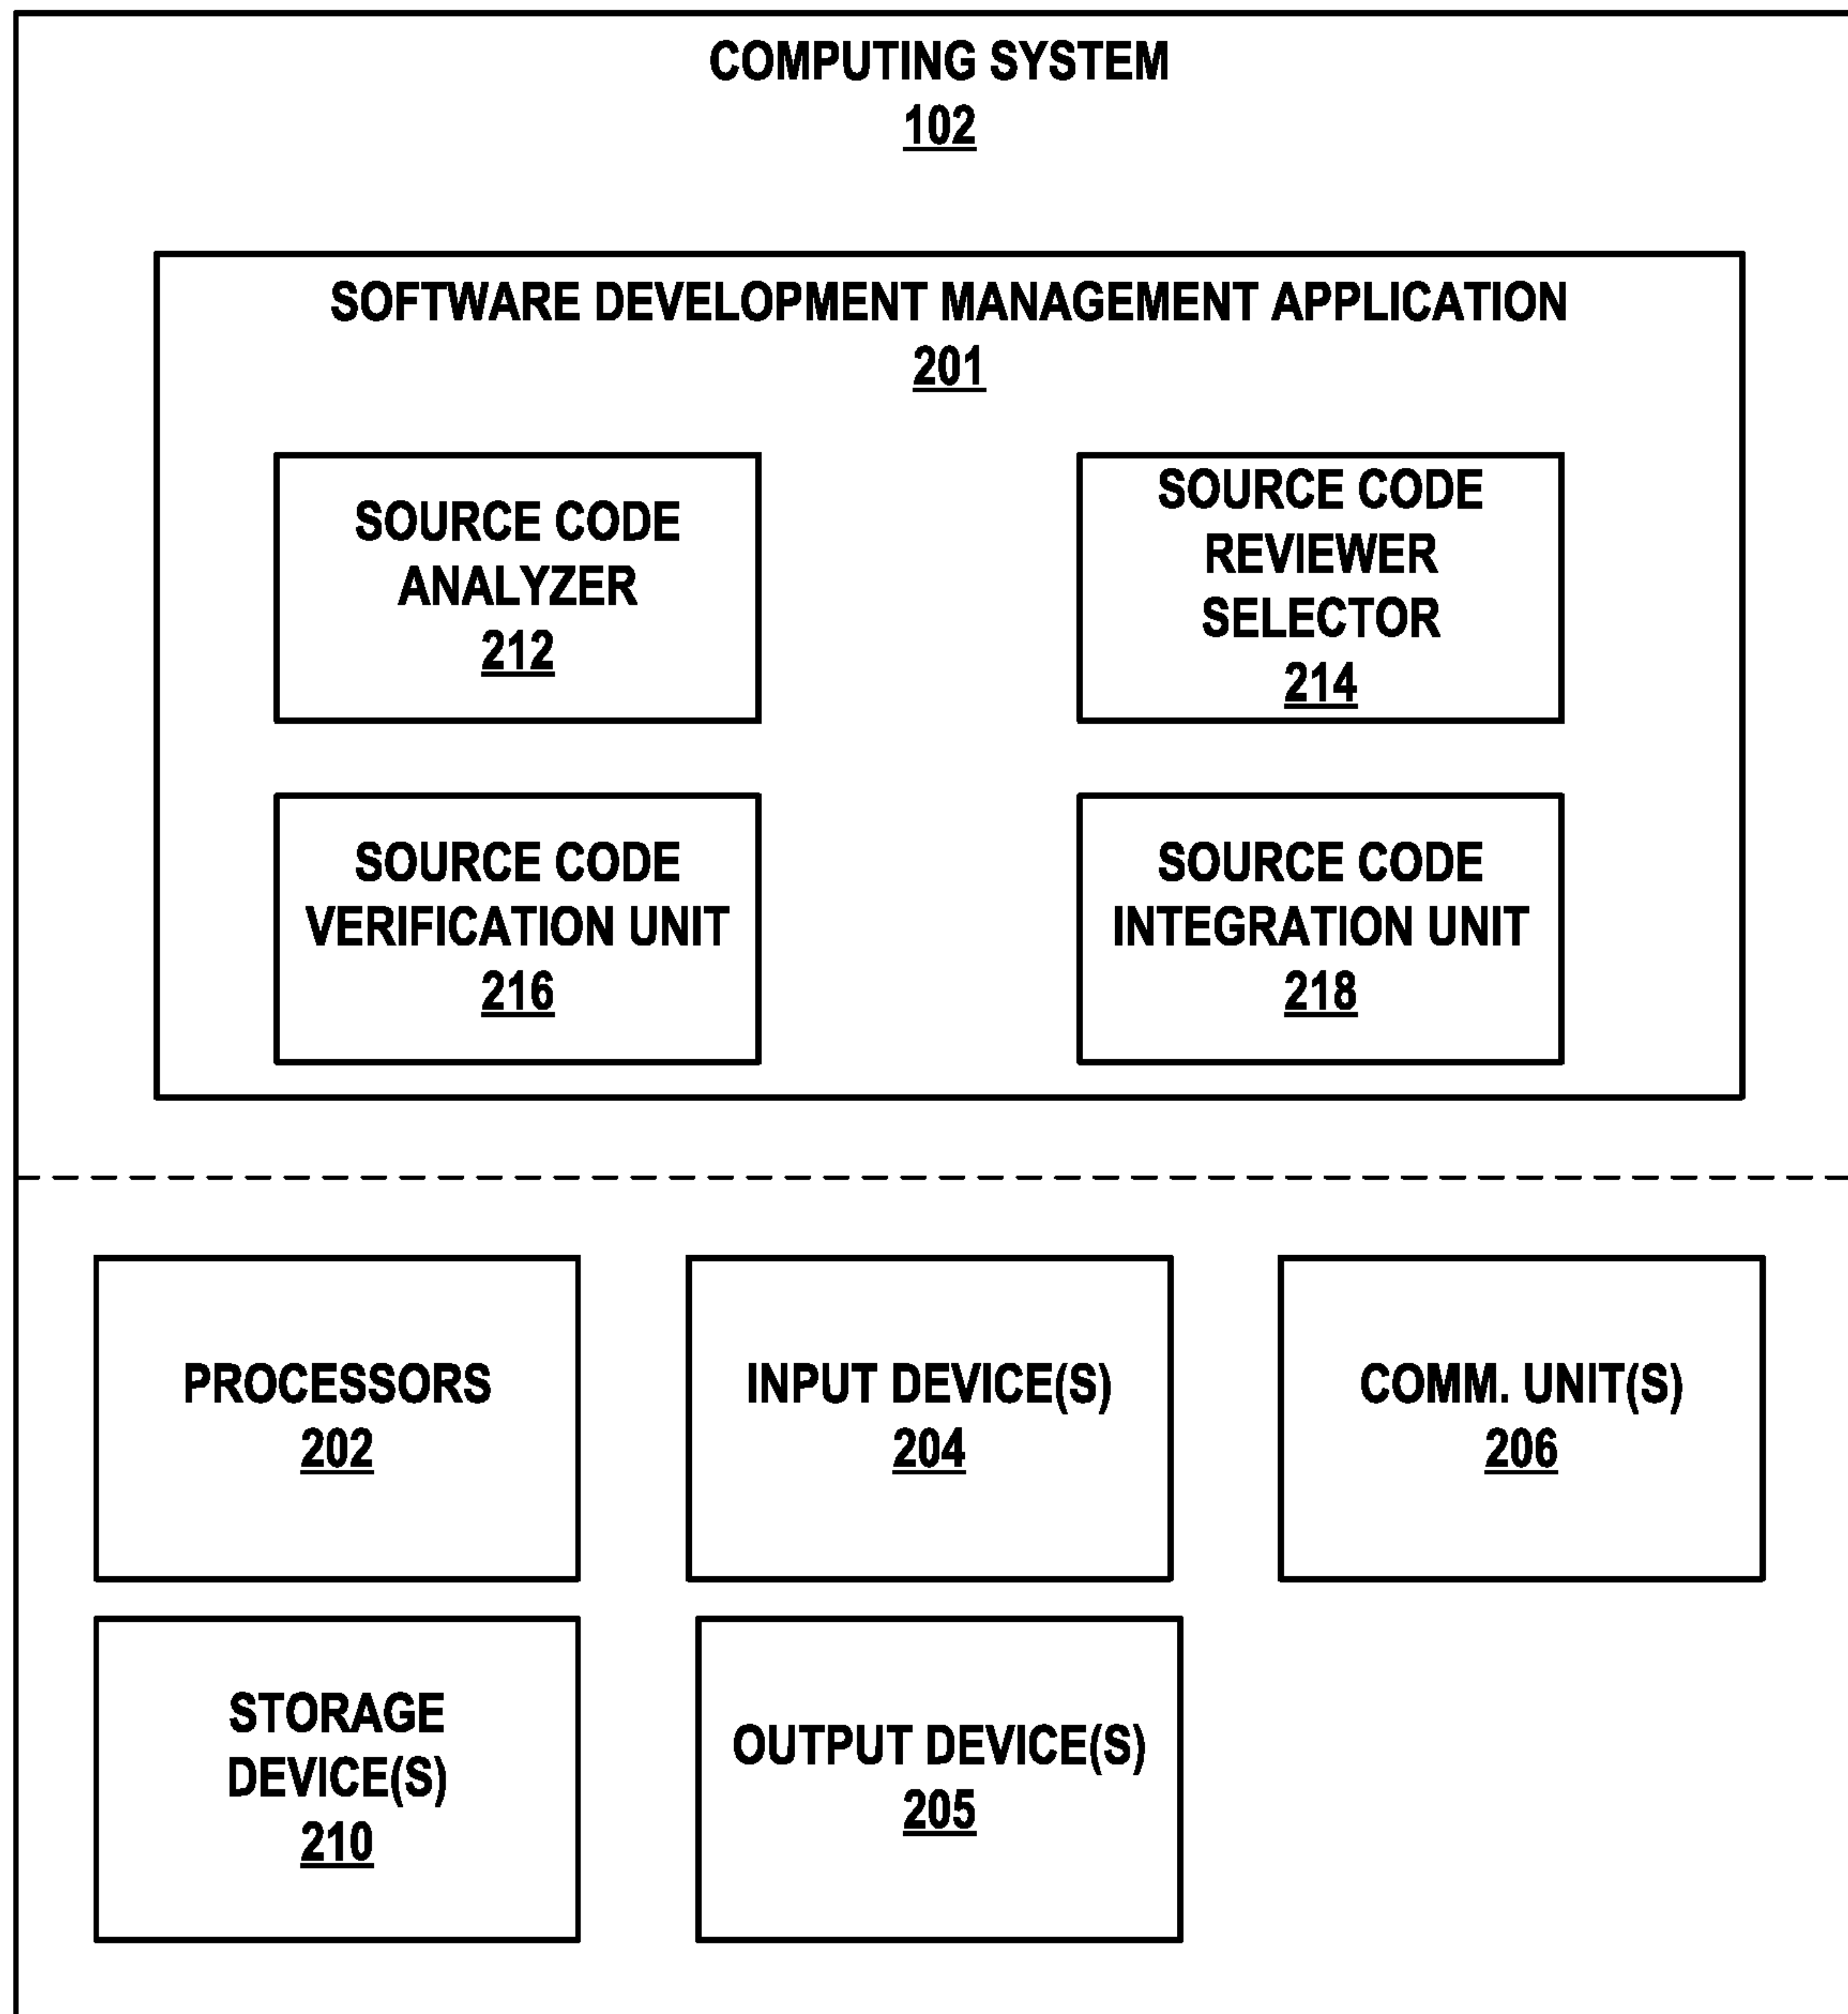 COMPUTING SYSTEM
102
SOFTWARE DEVELOPMENT MANAGEMENT APPLICATION
201
SOURCE CODE
ANALYZER
212
SOURCE CODE
REVIEWER
SELECTOR
214
SOURCE CODE
VERIFICATION UNIT
216
SOURCE CODE
INTEGRATION UNIT
218
PROCESSORS
202
INPUT DEVICE(S)
204
COMM. UNIT(S)
206
STORAGE
DEVICE(S)
210
OUTPUT DEVICE(S)
205